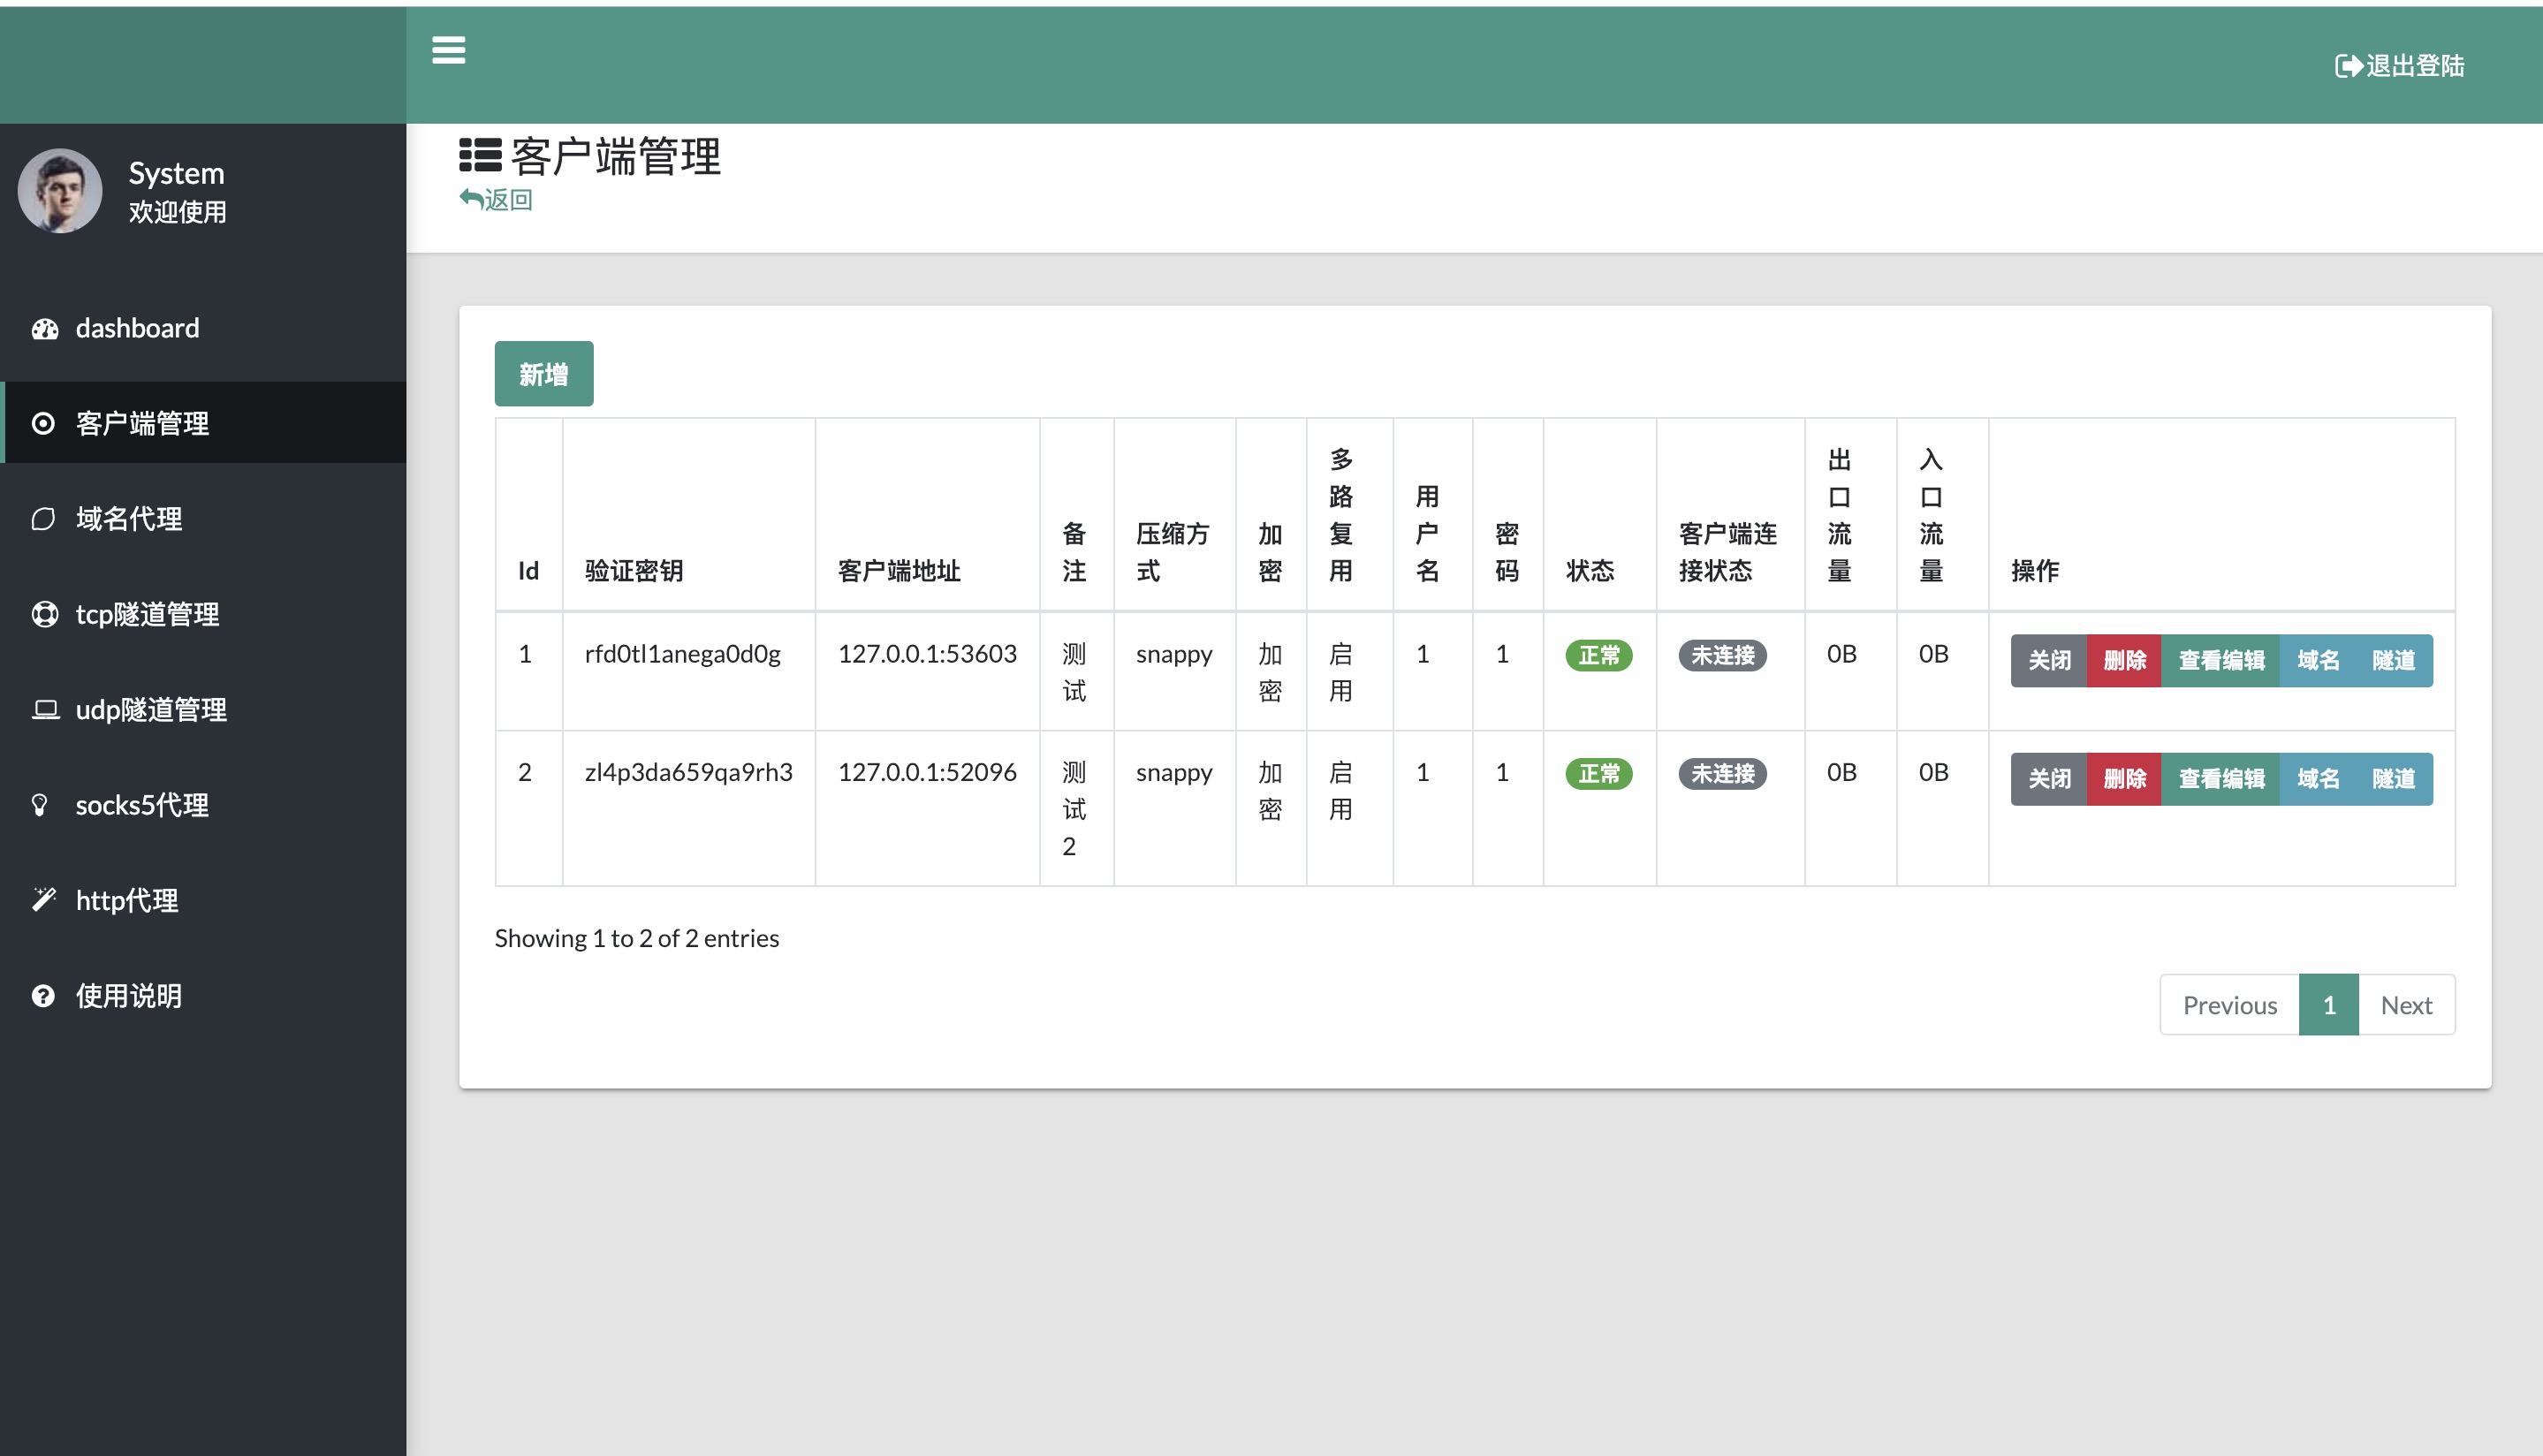 退出登陆
System
欢迎使用
dashboard
客户端管理
域名代理
tcp隧道管理
udp隧道管理
socks5代理
http代理
使用说明
客户端管理
返回
新增
Id 验证密钥 客户端地址 备注 压缩方式 加密 多路复用 用户名 密码 状态 客户端连接状态 出口流量 入口流量 操作
1 rfd0tl1anega0d0g 127.0.0.1:53603 测试 snappy 加密 启用 1 1 正常 未连接 0B 0B 关闭 删除 查看编辑 域名 隧道
2 zl4p3da659qa9rh3 127.0.0.1:52096 测试2 snappy 加密 启用 1 1 正常 未连接 0B 0B 关闭 删除 查看编辑 域名 隧道
Showing 1 to 2 of 2 entries
Previous 1 Next